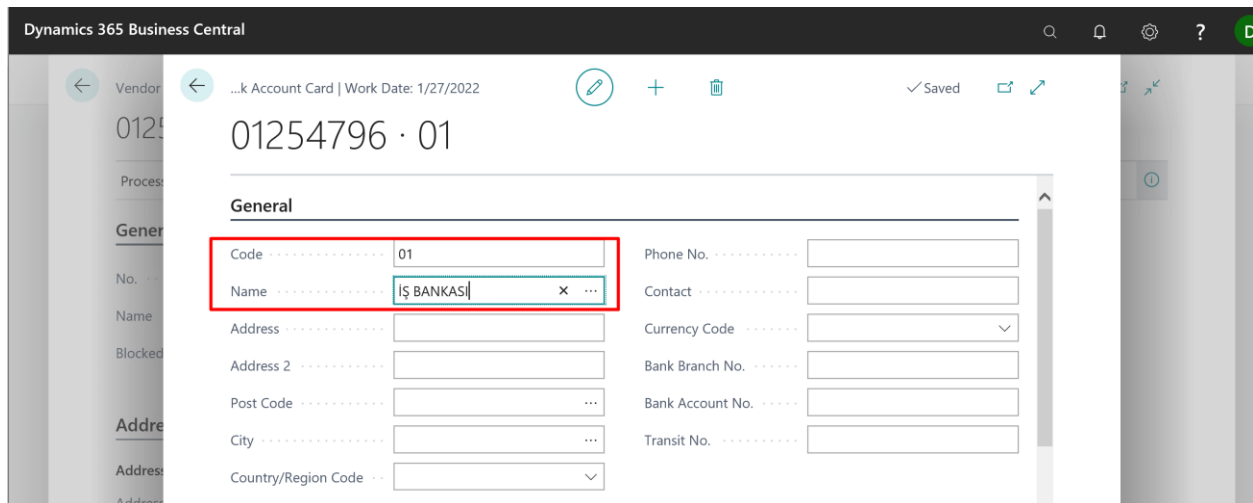 Dynamics 365 Business Central
?
D
Vendor
...k Account Card | Work Date: 1/27/2022
Saved
0125
01254796 · 01
Process
General
Gener
Code
01
Phone No.
No.
Name
İŞ BANKASI
Contact
Name
Address
Currency Code
Blocked
Address 2
Bank Branch No.
Post Code
Bank Account No.
Addre
City
Transit No.
Address
Country/Region Code
Address